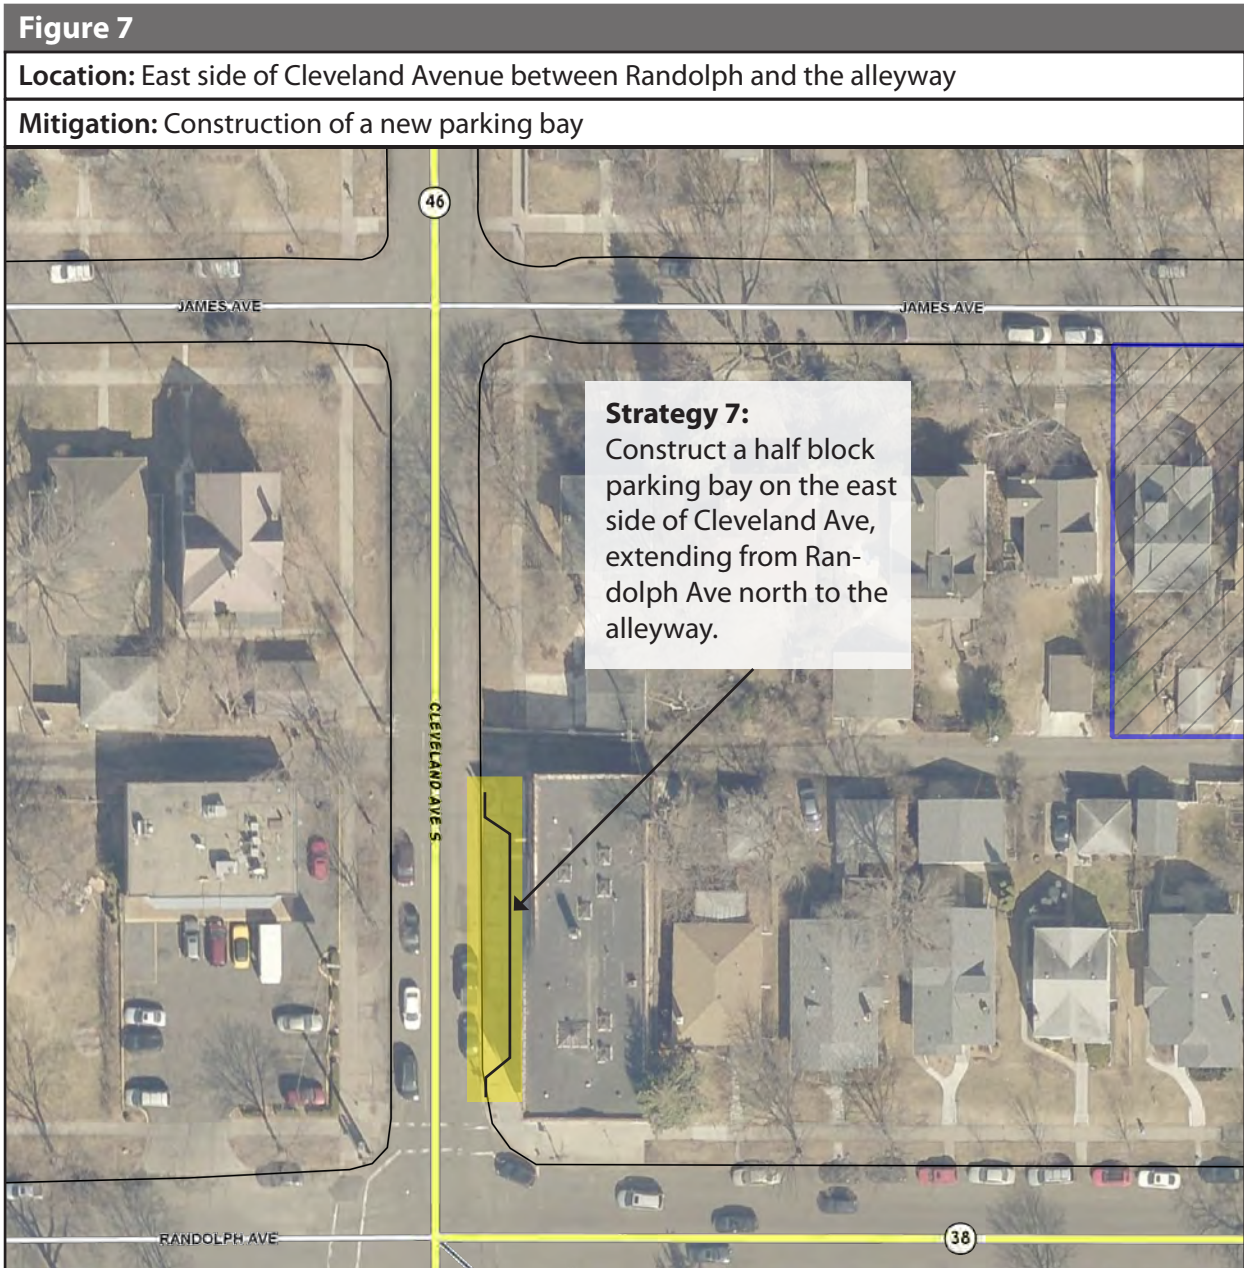 Figure 7
Location: East side of Cleveland Avenue between Randolph and the alleyway
Mitigation: Construction of a new parking bay
46
JAMES AVE
JAMES AVE
Strategy 7:
Construct a half block
parking bay on the east
side of Cleveland Ave,
extending from Ran-
dolph Ave north to the
alleyway.
CLEVELAND AVE S
RANDOLPH AVE
38